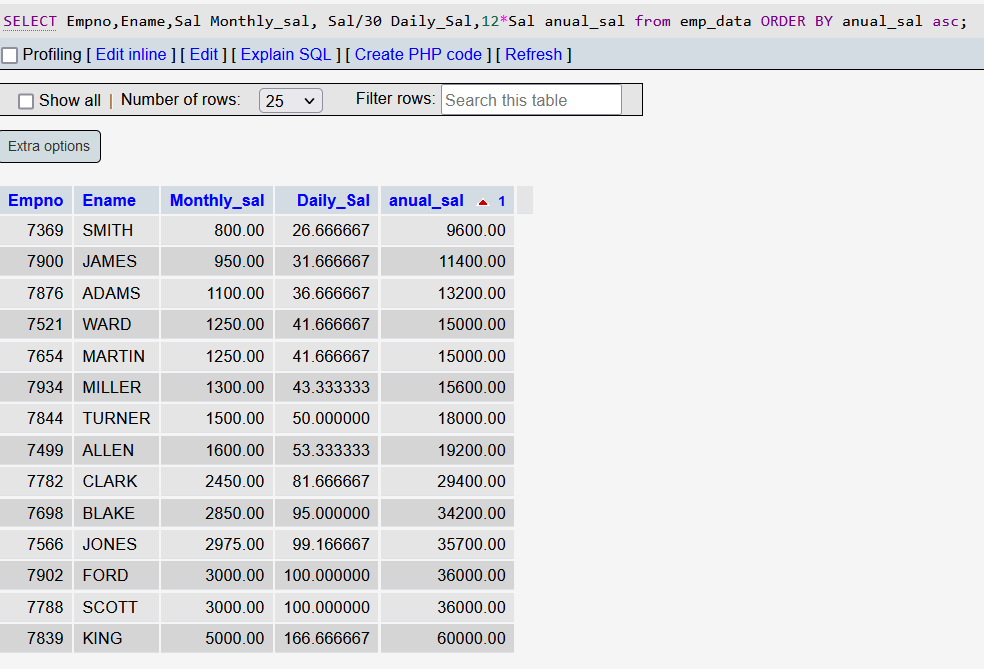 SELECT Empno,Ename,Sal Monthly_sal, Sal/30 Daily_Sal,12*Sal anual_sal from emp_data ORDER BY anual_sal asc;
Profiling [ Edit inline ] [ Edit ] [ Explain SQL ] [ Create PHP code ] [ Refresh ]
Show all | Number of rows: 25 Filter rows: Search this table
Extra options
Empno Ename Monthly_sal Daily_Sal anual_sal 1
7369 SMITH 800.00 26.666667 9600.00
7900 JAMES 950.00 31.666667 11400.00
7876 ADAMS 1100.00 36.666667 13200.00
7521 WARD 1250.00 41.666667 15000.00
7654 MARTIN 1250.00 41.666667 15000.00
7934 MILLER 1300.00 43.333333 15600.00
7844 TURNER 1500.00 50.000000 18000.00
7499 ALLEN 1600.00 53.333333 19200.00
7782 CLARK 2450.00 81.666667 29400.00
7698 BLAKE 2850.00 95.000000 34200.00
7566 JONES 2975.00 99.166667 35700.00
7902 FORD 3000.00 100.000000 36000.00
7788 SCOTT 3000.00 100.000000 36000.00
7839 KING 5000.00 166.666667 60000.00